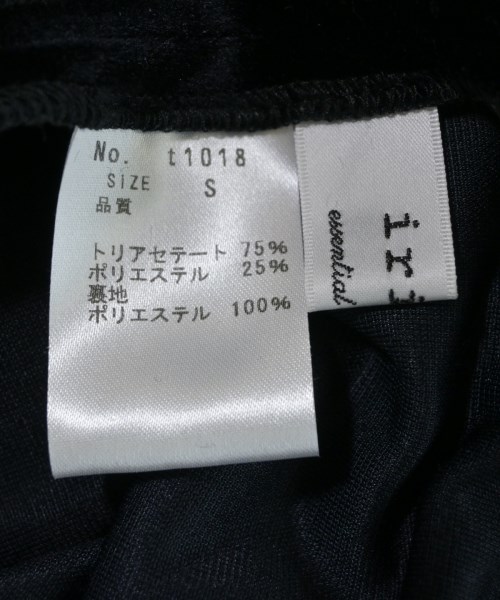 No. t1018
SIZE S
品質
トリアセテート 75%
ポリエステル 25%
裏地
ポリエステル 100%
essential